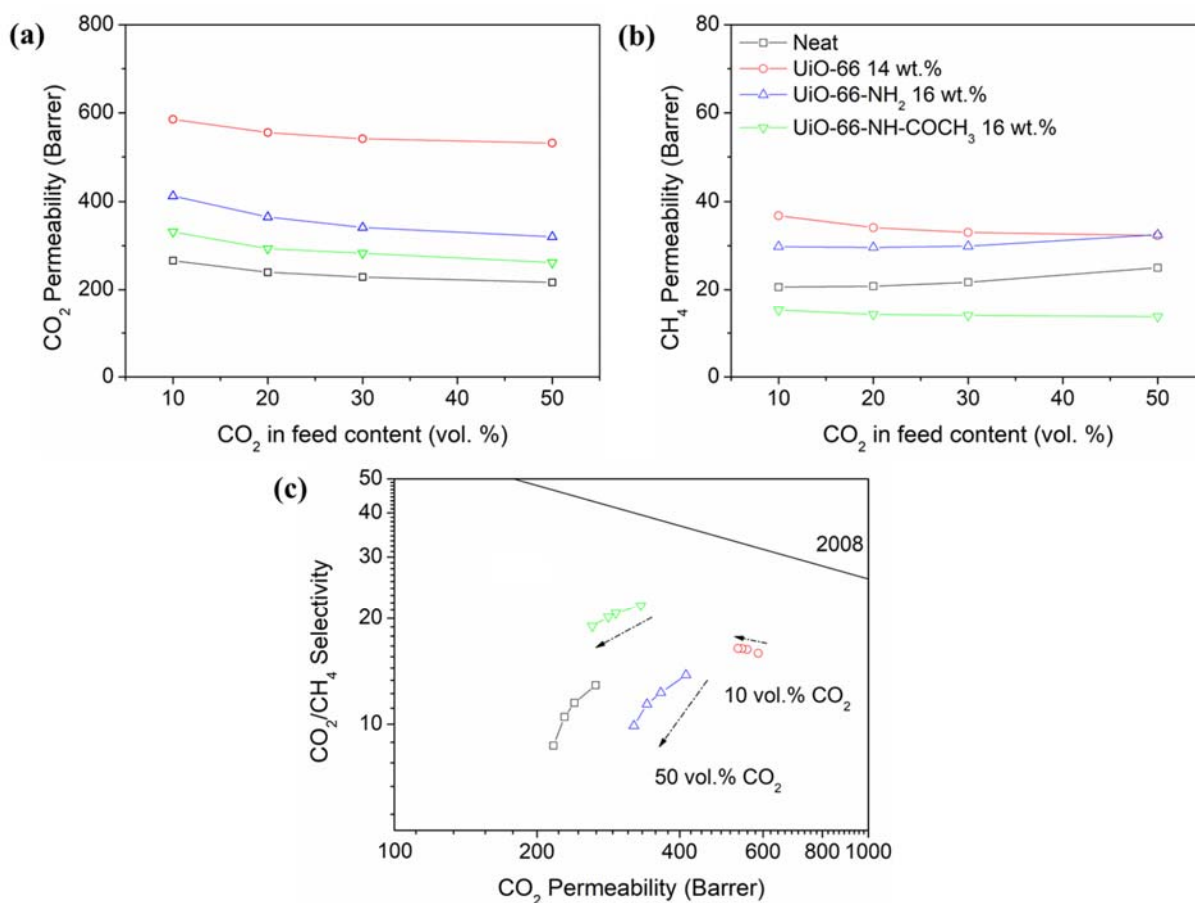 (a)
800
600
400
200
0
CO₂ Permeability (Barrer)
10 20 30 40 50
CO₂ in feed content (vol. %)
(b)
80
60
40
20
0
CH₄ Permeability (Barrer)
Neat
UiO-66 14 wt.%
UiO-66-NH₂ 16 wt.%
UiO-66-NH-COCH₃ 16 wt.%
10 20 30 40 50
CO₂ in feed content (vol. %)
(c)
50
40
30
20
10
CO₂/CH₄ Selectivity
2008
10 vol.% CO₂
50 vol.% CO₂
100 200 400 600 800 1000
CO₂ Permeability (Barrer)